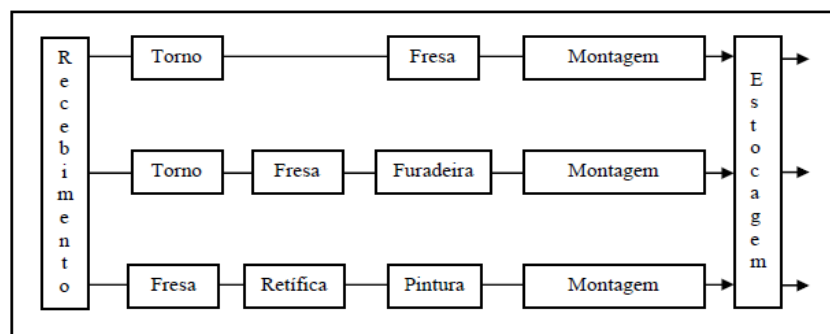 Recebimento
Torno Fresa Montagem
Torno Fresa Furadeira Montagem
Fresa Retífica Pintura Montagem
Estocagem